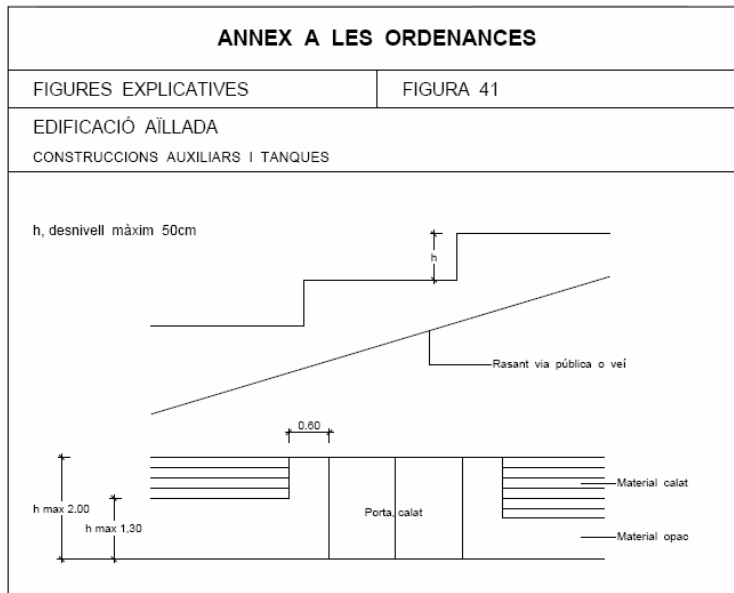 ANNEX A LES ORDENANCES
FIGURES EXPLICATIVES
FIGURA 41
EDIFICACIÓ AÏLLADA
CONSTRUCCIONS AUXILIARS I TANQUES
h, desnivell màxim 50cm
h
Rasant via pública o veí
0.60
h max 2.00
h max 1,30
Porta, calat
Material calat
Material opac